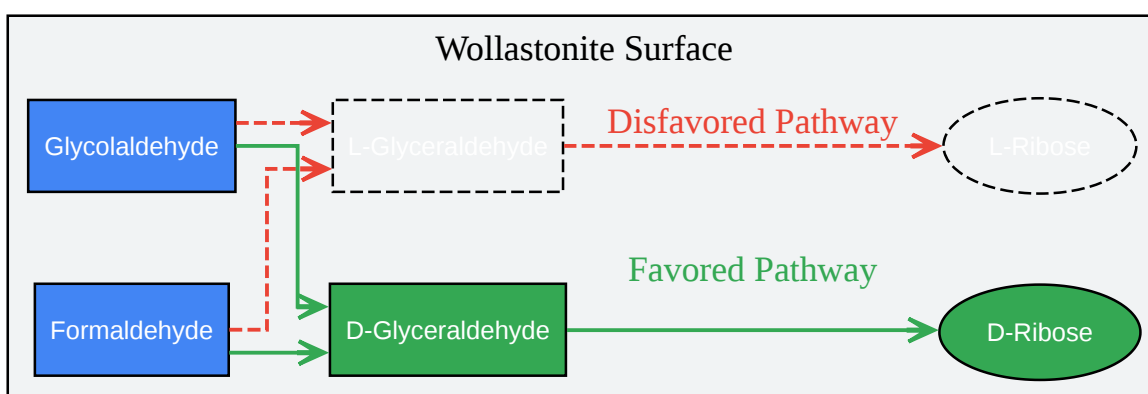 Wollastonite Surface
Glycolaldehyde
L-Glyceraldehyde
Disfavored Pathway
L-Ribose
Favored Pathway
Formaldehyde
D-Glyceraldehyde
D-Ribose